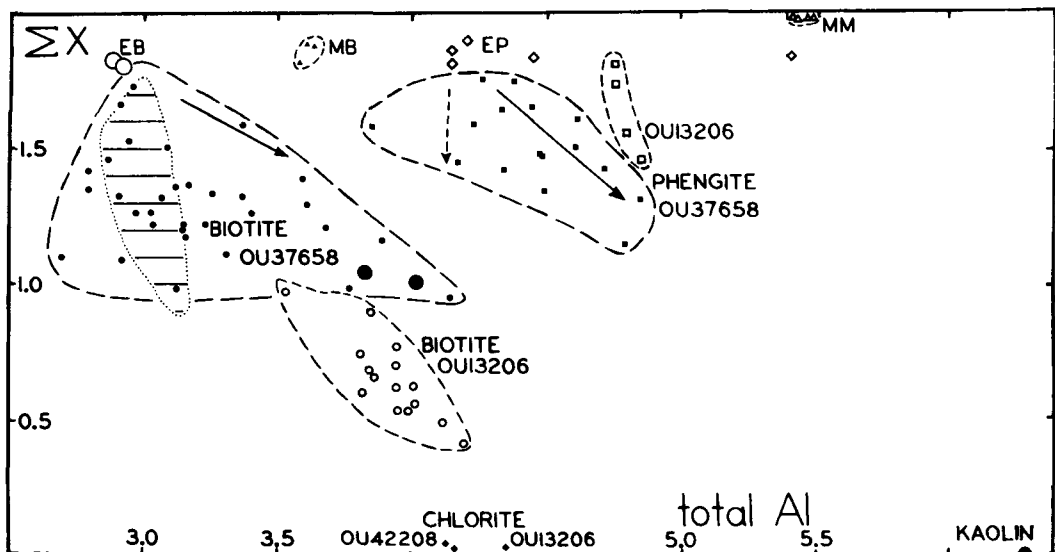 ΣX
EB
MB
EP
MM
OU13206
1.5
PHENGITE
OU37658
BIOTITE
OU37658
1.0
BIOTITE
OU13206
0.5
total Al
CHLORITE
3,0
3,5
5,0
5,5
KAOLIN
OU42208
OU13206